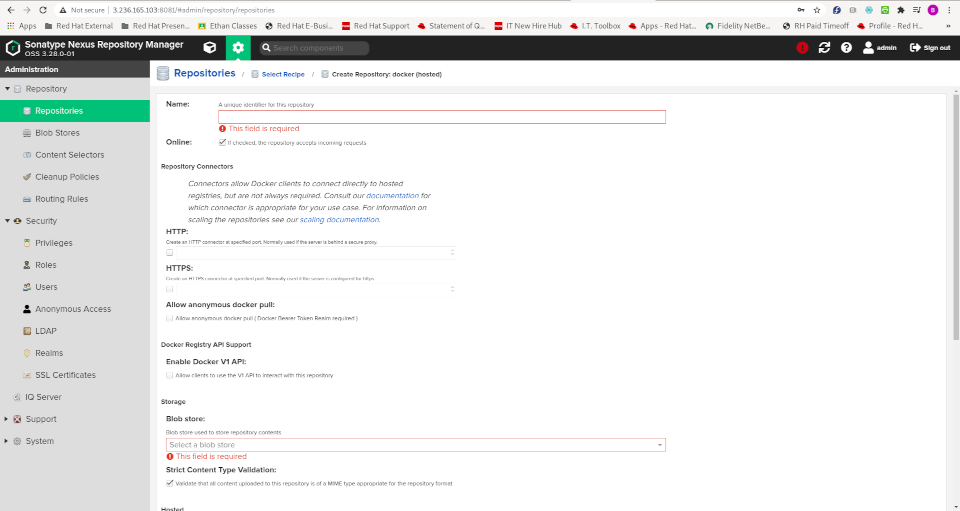 Not secure | 3.236.165.103:8081/#admin/repository/repositories
B
Apps
Red Hat External
Red Hat Presen...
Ethan Classes
Red Hat E-Busi...
Red Hat Support
Statement of Q...
IT New Hire Hub
I.T. Toolbox
Apps - Red Hat...
Fidelity NetBe...
RH Paid Timeoff
Profile - Red H...
»
Sonatype Nexus Repository Manager
OSS 3.28.0-01
Search components
admin
Sign out
Administration
Repository
Repositories
Blob Stores
Content Selectors
Cleanup Policies
Routing Rules
Security
Privileges
Roles
Users
Anonymous Access
LDAP
Realms
SSL Certificates
IQ Server
Support
System
Repositories / Select Recipe / Create Repository: docker (hosted)
Name:
A unique identifier for this repository
This field is required
Online:
If checked, the repository accepts incoming requests
Repository Connectors
Connectors allow Docker clients to connect directly to hosted
registries, but are not always required. Consult our documentation for
which connector is appropriate for your use case. For information on
scaling the repositories see our scaling documentation.
HTTP:
Create an HTTP connector at specified port. Normally used if the server is behind a secure proxy.
HTTPS:
Create an HTTPS connector at specified port. Normally used if the server is configured for https.
Allow anonymous docker pull:
Allow anonymous docker pull ( Docker Bearer Token Realm required )
Docker Registry API Support
Enable Docker V1 API:
Allow clients to use the V1 API to interact with this repository
Storage
Blob store:
Blob store used to store repository contents
Select a blob store
This field is required
Strict Content Type Validation:
Validate that all content uploaded to this repository is of a MIME type appropriate for the repository format
Hosted